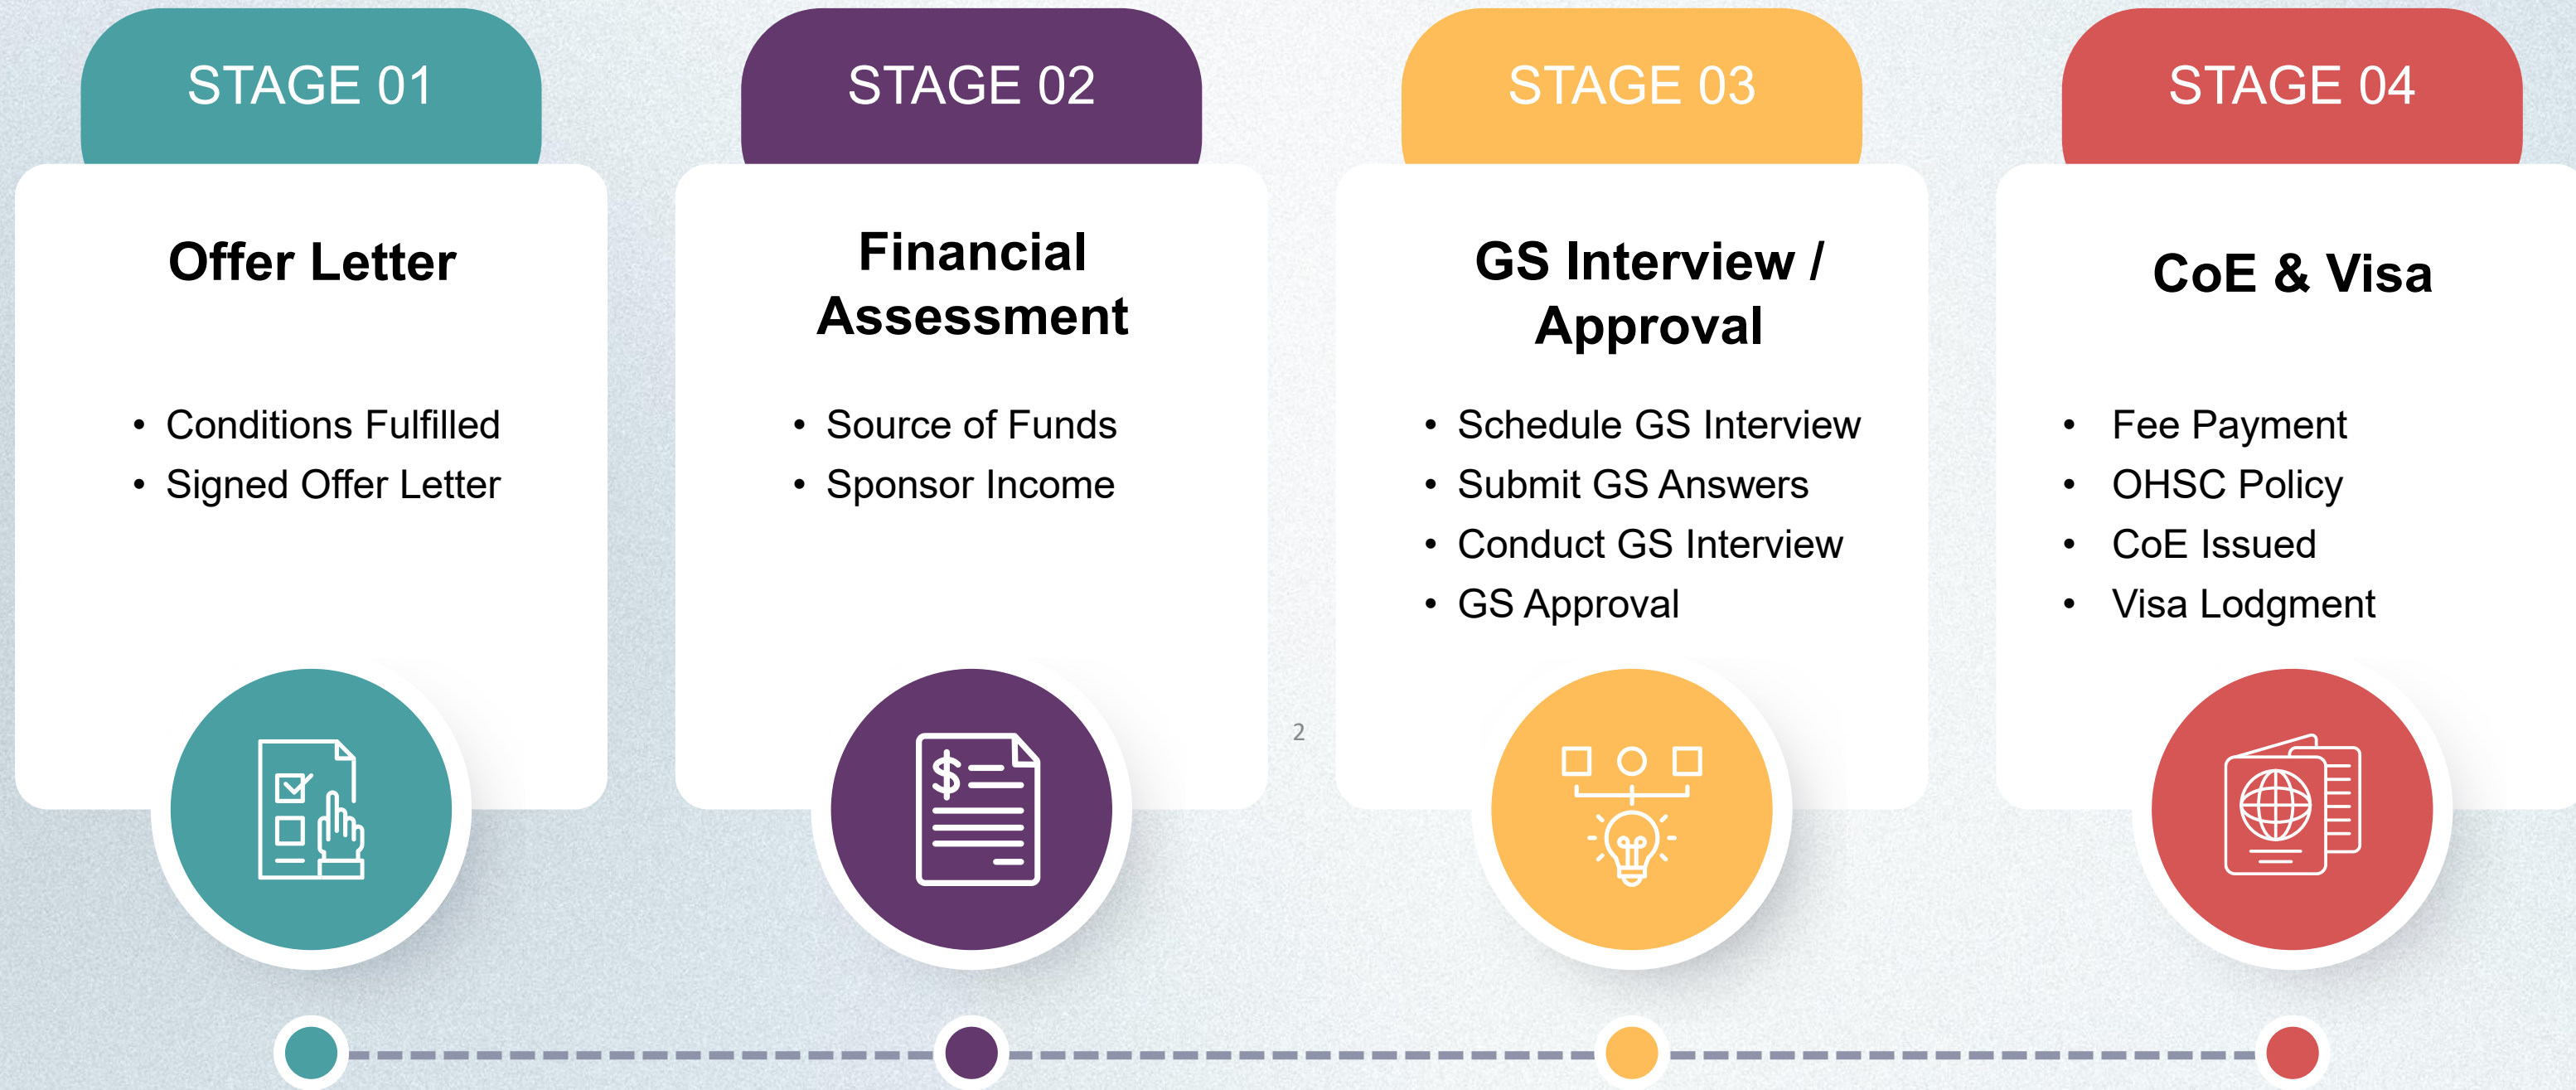 STAGE 01
Offer Letter
• Conditions Fulfilled
• Signed Offer Letter
STAGE 02
Financial
Assessment
• Source of Funds
• Sponsor Income
STAGE 03
GS Interview /
Approval
• Schedule GS Interview
• Submit GS Answers
• Conduct GS Interview
• GS Approval
STAGE 04
CoE & Visa
• Fee Payment
• OHSC Policy
• CoE Issued
• Visa Lodgment
$
2